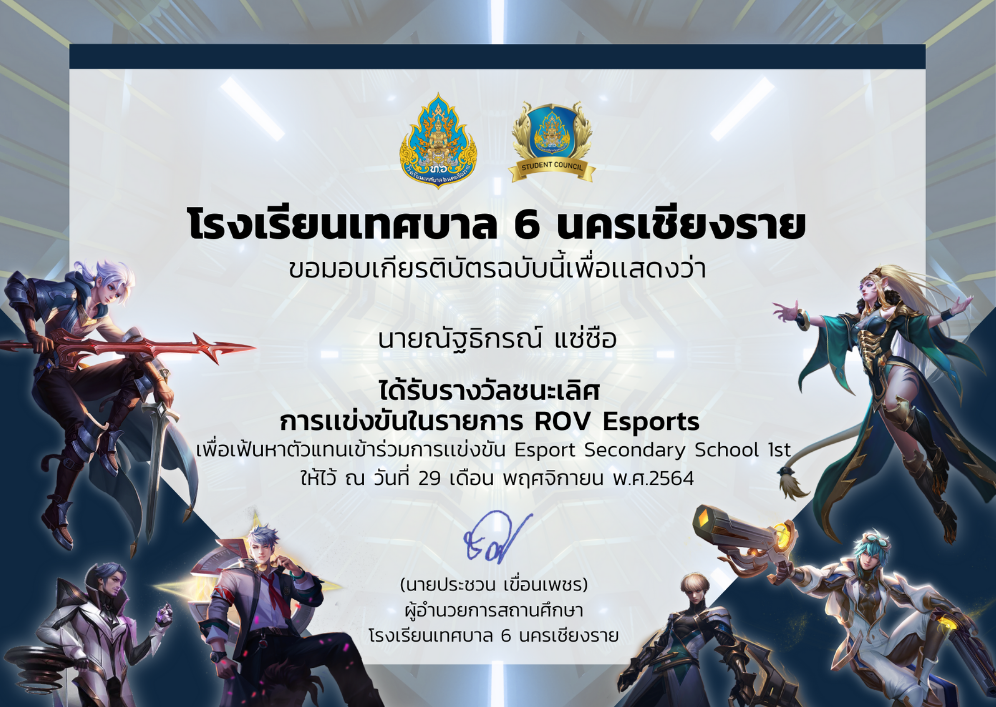 ท๖
STUDENT COUNCIL
โรงเรียนเทศบาล 6 นครเชียงราย
ขอมอบเกียรติบัตรฉบับนี้เพื่อแสดงว่า
นายณัฐธิกรณ์ แซ่ซือ
ได้รับรางวัลชนะเลิศ
การแข่งขันในรายการ ROV Esports
เพื่อเฟ้นหาตัวแทนเข้าร่วมการแข่งขัน Esport Secondary School 1st
ให้ไว้ ณ วันที่ 29 เดือน พฤศจิกายน พ.ศ.2564
(นายประชวน เขื่อนเพชร)
ผู้อำนวยการสถานศึกษา
โรงเรียนเทศบาล 6 นครเชียงราย